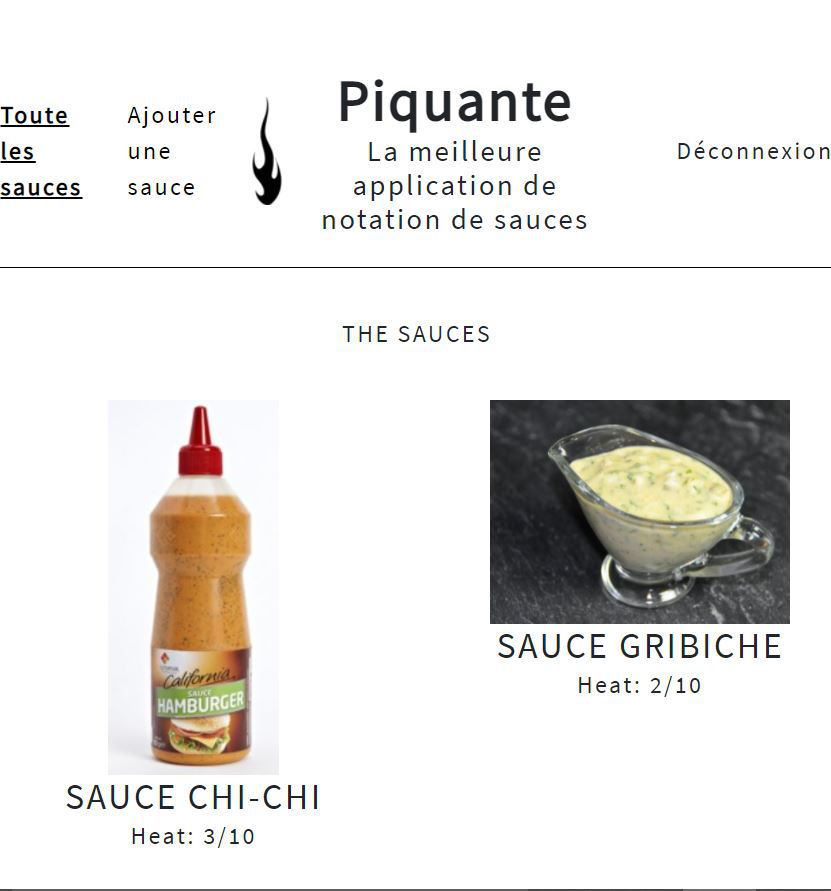 Toute
les
sauces
Ajouter
une
sauce
Piquante
La meilleure
application de
notation de sauces
Déconnexion
THE SAUCES
California
SAUCE
HAMBURGER
SAUCE CHI-CHI
Heat: 3/10
SAUCE GRIBICHE
Heat: 2/10